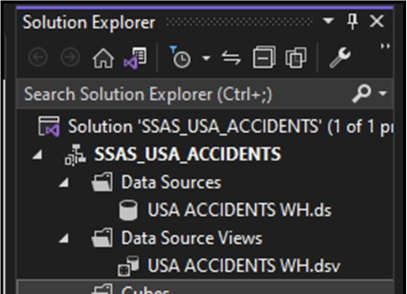 Solution Explorer
Search Solution Explorer (Ctrl+;)
Solution 'SSAS_USA_ACCIDENTS' (1 of 1 pr
SSAS_USA_ACCIDENTS
Data Sources
USA ACCIDENTS WH.ds
Data Source Views
USA ACCIDENTS WH.dsv
Cubes